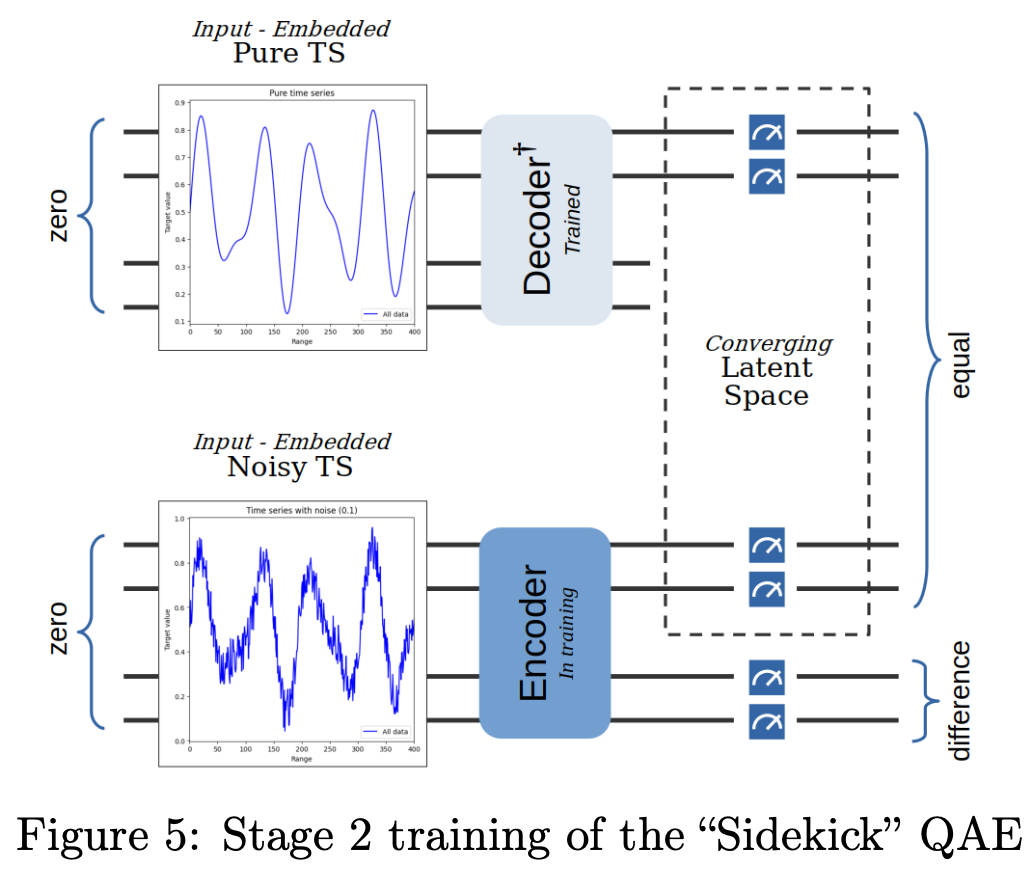 Input - Embedded
Pure TS
Pure time series
0.9
0.8
0.7
0.6
0.5
0.4
0.3
0.2
0.1
Target value
0 50 100 150 200 250 300 350 400
Range
All data
zero
Decoder†
Trained
Converging
Latent
Space
equal
Input - Embedded
Noisy TS
Time series with noise (0.1)
1.0
0.8
0.6
0.4
0.2
0.0
Target value
0 50 100 150 200 250 300 350 400
Range
All data
zero
Encoder
In training
difference
Figure 5: Stage 2 training of the “Sidekick” QAE